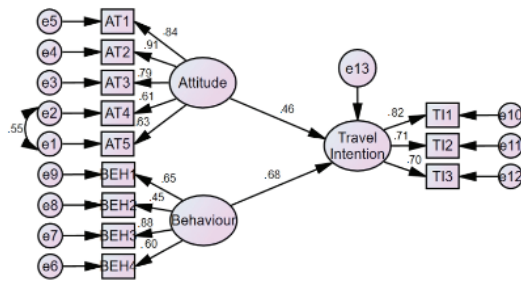 e5 AT1 .84
e4 AT2 .91
e3 AT3 .79 Attitude
e13
e2 AT4 .61
.46
.55
e1 AT5 .63
.82 TI1 e10
Travel
Intention
.71 TI2 e11
.70 TI3 e12
e9 BEH1 .65
.68
e8 BEH2 .45
Behaviour
e7 BEH3 .88
e6 BEH4 .60